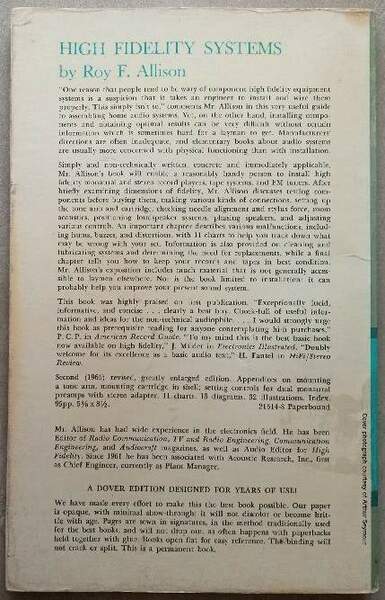 HIGH FIDELITY SYSTEMS
by Roy F. Allison
"One reason that people tend to be wary of component high fidelity equipment
systems is a suspicion that it takes an engineer to install and wire them
properly. This simply isn't so," comments Mr. Allison in this very useful guide
to assembling home audio systems. Yet, on the other hand, installing compo-
nents and obtaining optimal results can be very difficult without certain
information which is sometimes hard for a layman to get. Manufacturers'
directions are often inadequate, and elementary books about audio systems
are usually more concerned with physical functioning than with installation.
Simply and non-technically written, concrete and immediately applicable,
Mr. Allison's book will enable a reasonably handy person to install high
fidelity monaural and stereo record players, tape systems, and FM tuners. After
briefly examining dimensions of fidelity, Mr. Allison discusses testing com-
ponents before buying them, making various kinds of connections, setting up
the tone arm and cartridge, checking needle alignment and stylus force, room
acoustics, positioning loudspeaker systems, phasing speakers, and adjusting
various controls. An important chapter describes various malfunctions, includ-
ing hums, buzzes, and distortion, with 11 charts to help you track down what
may be wrong with your set. Information is also provided on cleaning and
lubricating systems and determining the need for replacements, while a final
chapter tells you how to keep your records and tapes in best condition.
Mr. Allison's exposition includes much material that is not generally acces-
sible to laymen elsewhere. Nor is the book limited to installation: it can
probably help you improve your present sound system.
This book was highly praised on first publication. "Exceptionally lucid,
informative, and concise . . . clearly a best buy. Chock-full of useful infor-
mation and ideas for the non-technical audiophile. . . . I would strongly urge
this book as prerequisite reading for anyone contemplating hi-fi purchases,"
P. C. P. in American Record Guide. "To my mind this is the best basic book
now available on high fidelity," J. Milder in Electronics Illustrated. "Doubly
welcome for its excellence as a basic audio text," H. Fantel in HiFi/Stereo
Review.
Second (1965) revised, greatly enlarged edition. Appendices on mounting
a tone arm, mounting cartridge in shell; setting controls for dual monaural
preamps with stereo adapter. 11 charts. 13 diagrams. 32 illustrations. Index.
95pp. 5⅜ x 8½. 21514-8 Paperbound
Mr. Allison has had wide experience in the electronics field. He has been
Editor of Radio Communication, TV and Radio Engineering, Communication
Engineering, and Audiocraft magazines, as well as Audio Editor for High
Fidelity. Since 1961 he has been associated with Acoustic Research, Inc., first
as Chief Engineer, currently as Plant Manager.
A DOVER EDITION DESIGNED FOR YEARS OF USE!
We have made every effort to make this the best book possible. Our paper
is opaque, with minimal show-through; it will not discolor or become brit-
tle with age. Pages are sewn in signatures, in the method traditionally used
for the best books, and will not drop out, as often happens with paperbacks
held together with glue. Books open flat for easy reference. The binding will
not crack or split. This is a permanent book.
Cover photograph courtesy of Arthur Seymour